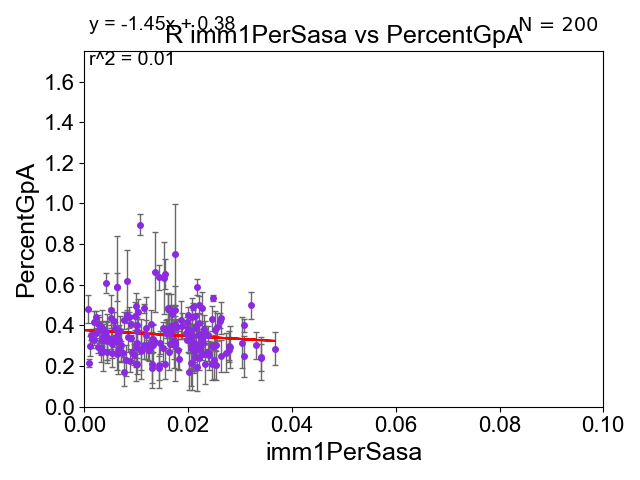 y = -1.45x + 0.38
R imm1PerSasa vs PercentGpA
N = 200
r^2 = 0.01
PercentGpA
1.6
1.4
1.2
1.0
0.8
0.6
0.4
0.2
0.0
0.00 0.02 0.04 0.06 0.08 0.10
imm1PerSasa